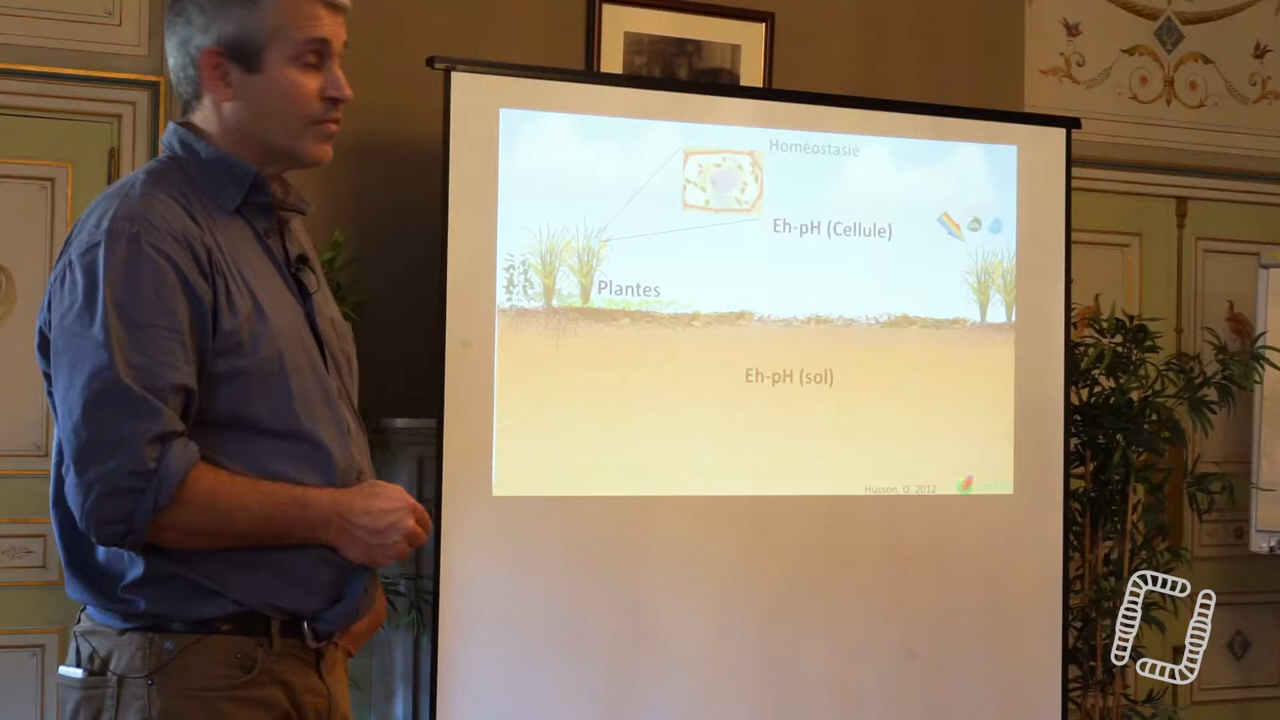 Homéostasie
Eh-pH (Cellule)
Plantes
Eh-pH (sol)
Husson, O. 2012